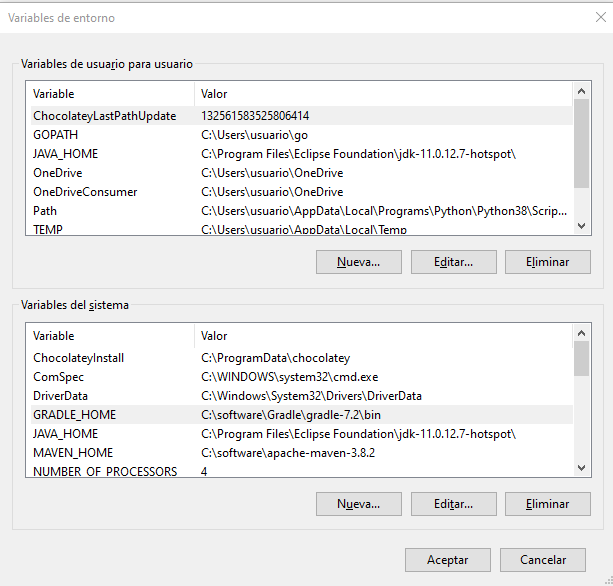 Variables de entorno
Variables de usuario para usuario
Variable Valor
ChocolateyLastPathUpdate 132561583525806414
GOPATH C:\Users\usuario\go
JAVA_HOME C:\Program Files\Eclipse Foundation\jdk-11.0.12.7-hotspot\
OneDrive C:\Users\usuario\OneDrive
OneDriveConsumer C:\Users\usuario\OneDrive
Path C:\Users\usuario\AppData\Local\Programs\Python\Python38\Scrip...
TEMP C:\Users\usuario\AppData\Local\Temp
Nueva... Editar... Eliminar
Variables del sistema
Variable Valor
ChocolateyInstall C:\ProgramData\chocolatey
ComSpec C:\WINDOWS\system32\cmd.exe
DriverData C:\Windows\System32\Drivers\DriverData
GRADLE_HOME C:\software\Gradle\gradle-7.2\bin
JAVA_HOME C:\Program Files\Eclipse Foundation\jdk-11.0.12.7-hotspot\
MAVEN_HOME C:\software\apache-maven-3.8.2
NUMBER_OF_PROCESSORS 4
Nueva... Editar... Eliminar
Aceptar Cancelar